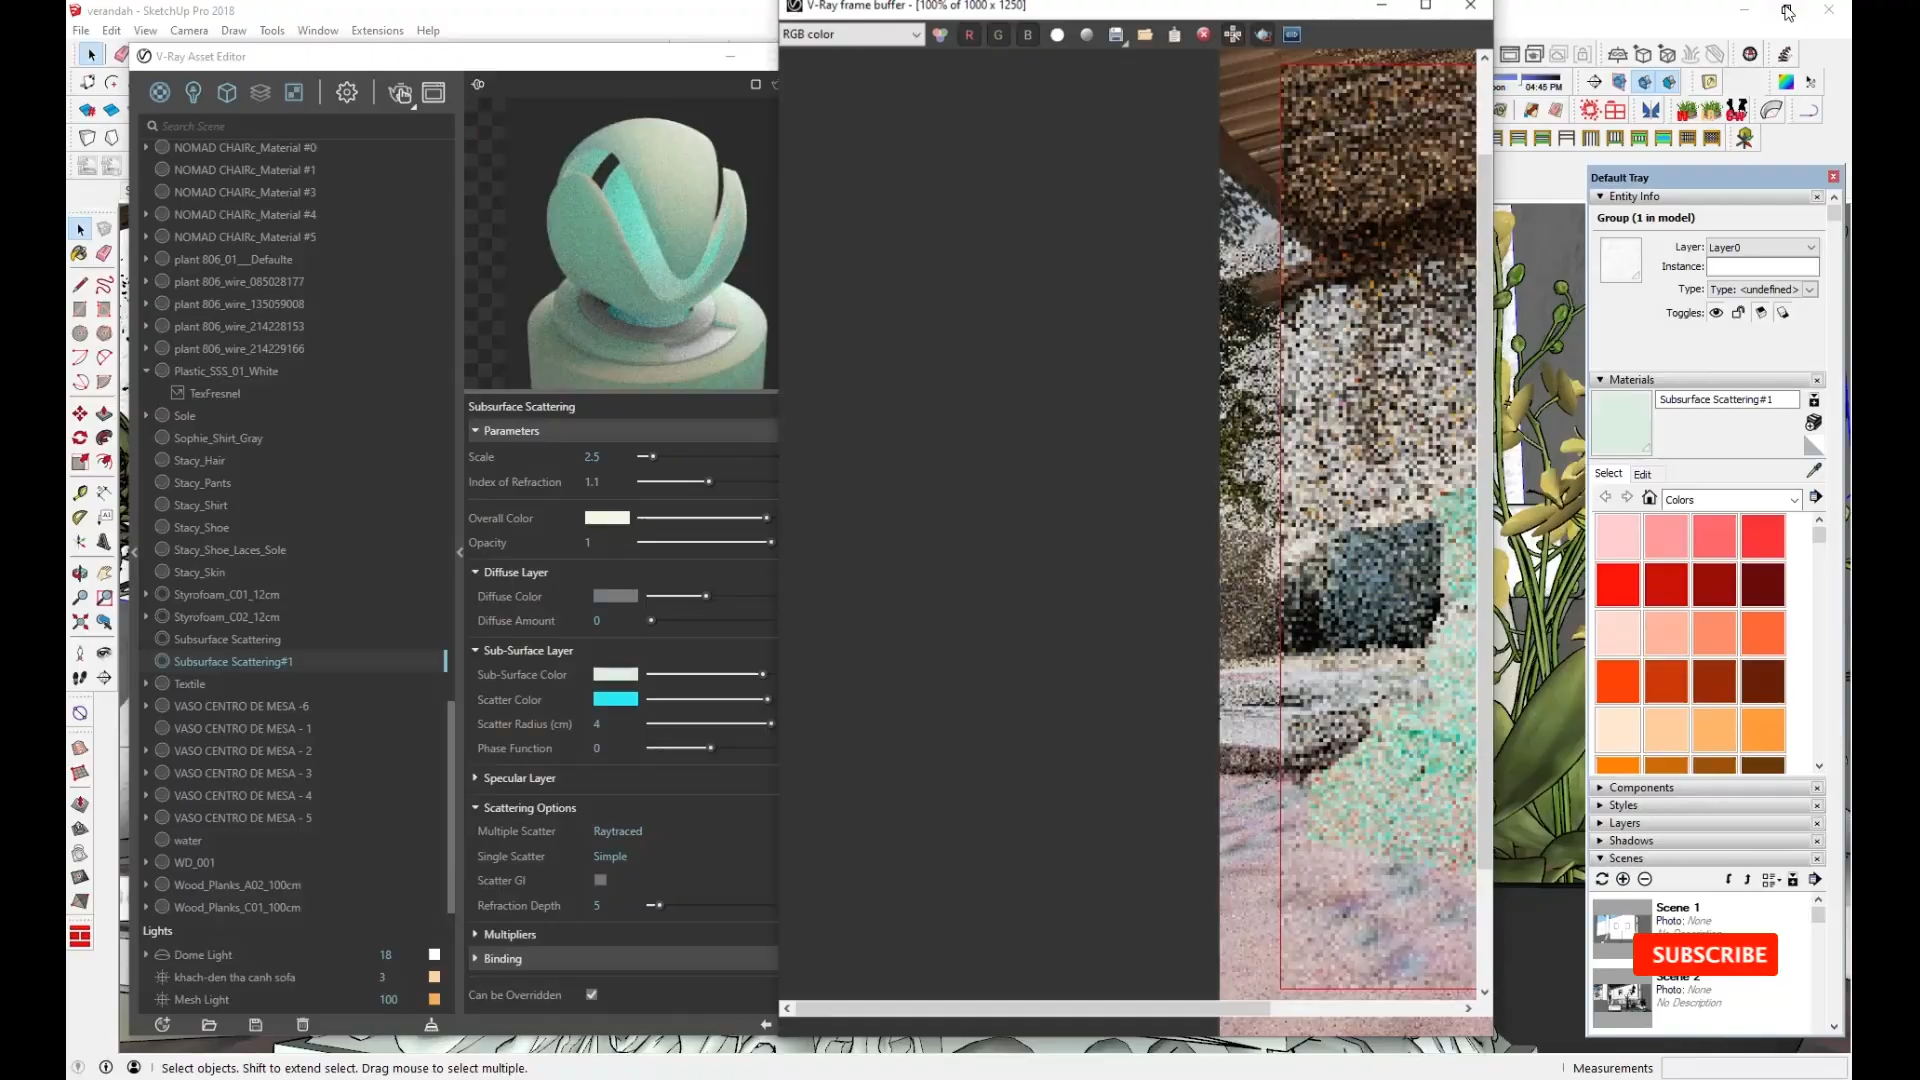 verandah - SketchUp Pro 2018
File Edit View Camera Draw Tools Window Extensions Help
V-Ray Asset Editor
Search Scene
NOMAD CHAIRc_Material #0
NOMAD CHAIRc_Material #1
NOMAD CHAIRc_Material #3
NOMAD CHAIRc_Material #4
NOMAD CHAIRc_Material #5
plant 806_01___Defaulte
plant 806_wire_085028177
plant 806_wire_135059008
plant 806_wire_214228153
plant 806_wire_214229166
Plastic_SSS_01_White
TexFresnel
Sole
Sophie_Shirt_Gray
Stacy_Hair
Stacy_Pants
Stacy_Shirt
Stacy_Shoe
Stacy_Shoe_Laces_Sole
Stacy_Skin
Styrofoam_C01_12cm
Styrofoam_C02_12cm
Subsurface Scattering
Subsurface Scattering#1
Textile
VASO CENTRO DE MESA -6
VASO CENTRO DE MESA - 1
VASO CENTRO DE MESA - 2
VASO CENTRO DE MESA - 3
VASO CENTRO DE MESA - 4
VASO CENTRO DE MESA - 5
water
WD_001
Wood_Planks_A02_100cm
Wood_Planks_C01_100cm
Lights
Dome Light 18
khach-den tha canh sofa 3
Mesh Light 100
Subsurface Scattering
Parameters
Scale 2.5
Index of Refraction 1.1
Overall Color
Opacity 1
Diffuse Layer
Diffuse Color
Diffuse Amount 0
Sub-Surface Layer
Sub-Surface Color
Scatter Color
Scatter Radius (cm) 4
Phase Function 0
Specular Layer
Scattering Options
Multiple Scatter Raytraced
Single Scatter Simple
Scatter GI
Refraction Depth 5
Multipliers
Binding
Can be Overridden
V-Ray frame buffer - [100% of 1000 x 1250]
RGB color
R G B
04:45 PM
Default Tray
Entity Info
Group (1 in model)
Layer: Layer0
Instance:
Type: Type: <undefined>
Toggles:
Materials
Subsurface Scattering#1
Select Edit
Colors
Components
Styles
Layers
Shadows
Scenes
Scene 1
Photo: None
SUBSCRIBE
Scene 2
Photo: None
No Description
Select objects. Shift to extend select. Drag mouse to select multiple.
Measurements